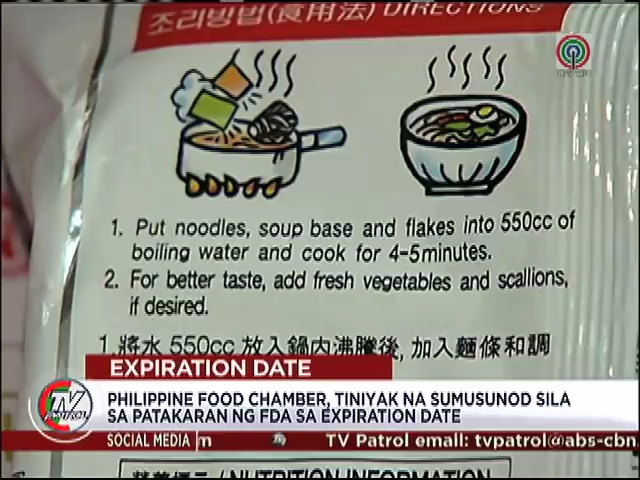 조리방법(食用法) DIRECTIONS
1. Put noodles, soup base and flakes into 550cc of
boiling water and cook for 4-5minutes.
2. For better taste, add fresh vegetables and scallions,
if desired.
1. 將水 550cc 放入鍋內沸騰後, 加入麵條和調
EXPIRATION DATE
TV PATROL
PHILIPPINE FOOD CHAMBER, TINIYAK NA SUMUSUNOD SILA
SA PATAKARAN NG FDA SA EXPIRATION DATE
SOCIAL MEDIA m TV Patrol email: tvpatrol@abs-cbn
/ NUTRITION INFORMATION